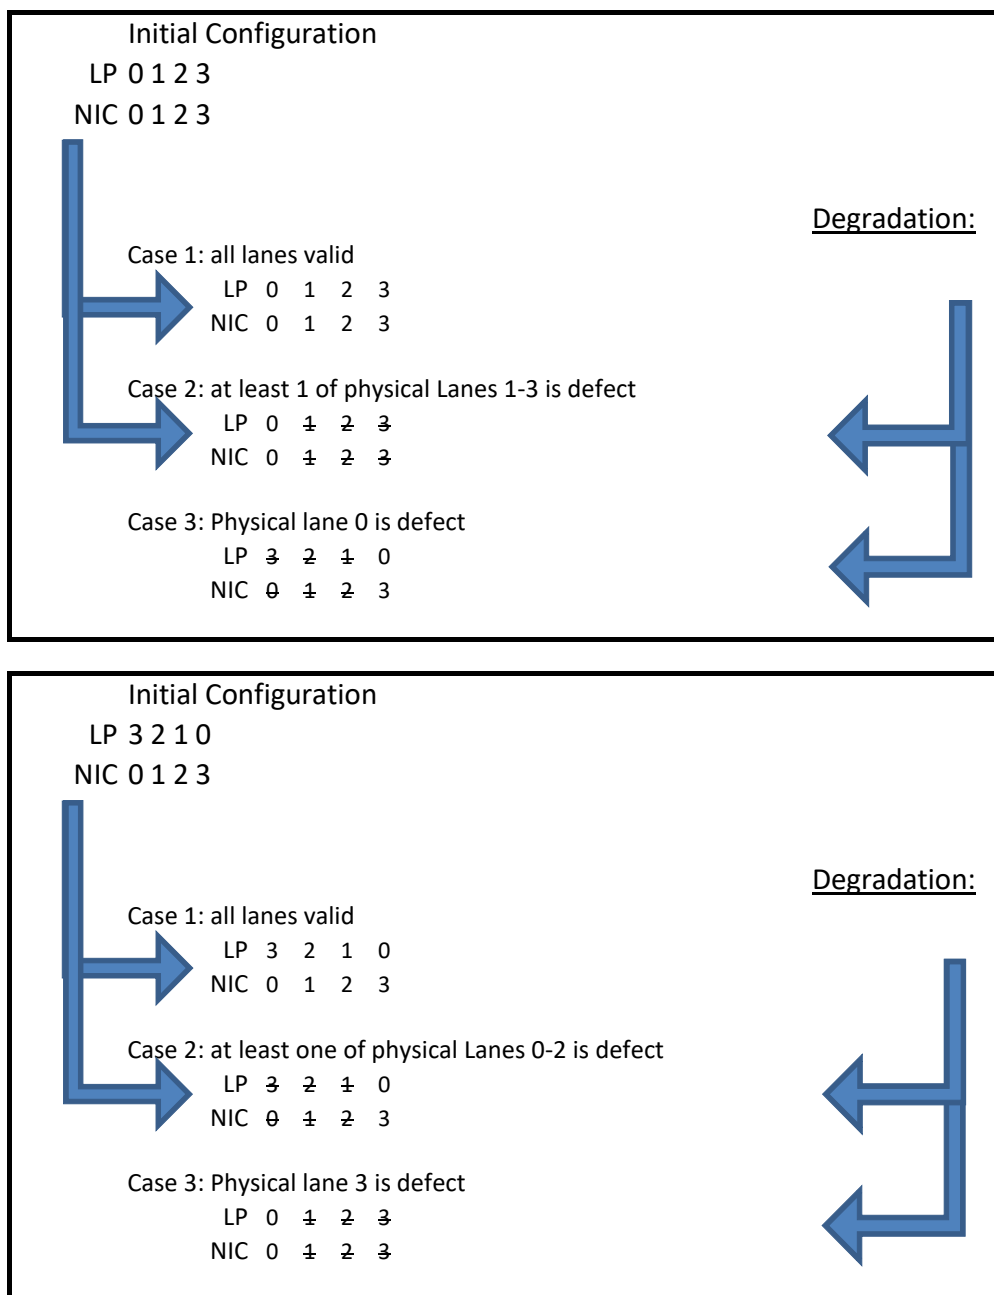 Initial Configuration
LP 0 1 2 3
NIC 0 1 2 3
Degradation:
Case 1: all lanes valid
LP 0 1 2 3
NIC 0 1 2 3
Case 2: at least 1 of physical Lanes 1-3 is defect
LP 0 1 2 3
NIC 0 1 2 3
Case 3: Physical lane 0 is defect
LP 3 2 1 0
NIC 0 1 2 3
Initial Configuration
LP 3 2 1 0
NIC 0 1 2 3
Degradation:
Case 1: all lanes valid
LP 3 2 1 0
NIC 0 1 2 3
Case 2: at least one of physical Lanes 0-2 is defect
LP 3 2 1 0
NIC 0 1 2 3
Case 3: Physical lane 3 is defect
LP 0 1 2 3
NIC 0 1 2 3